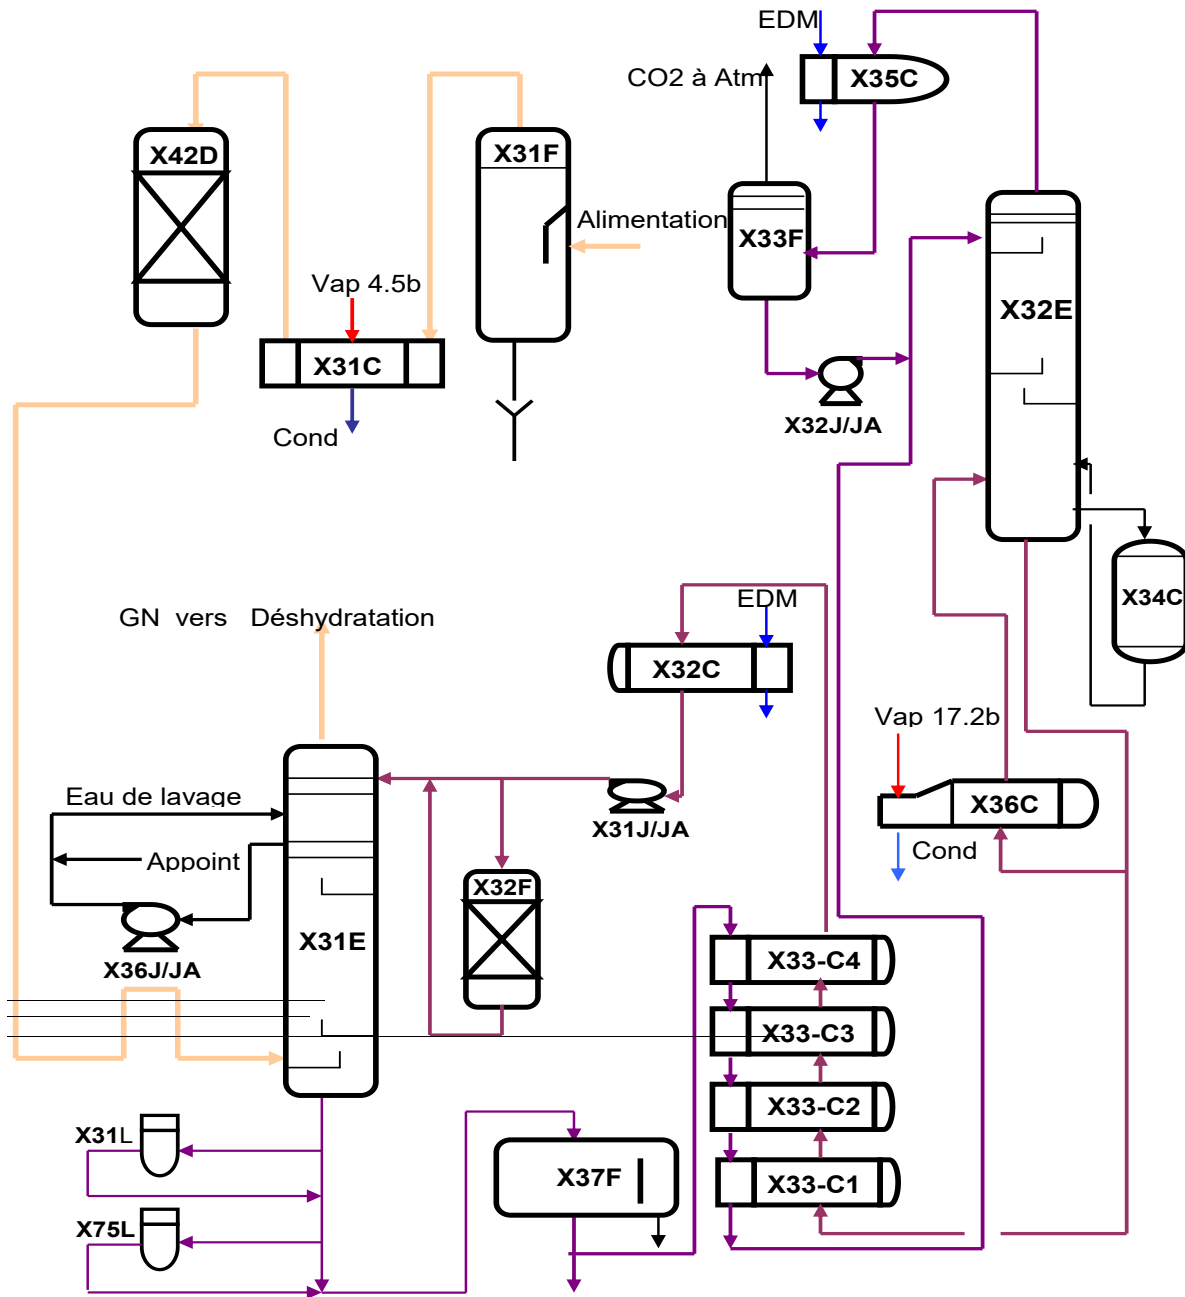 EDM
X35C
CO2 à Atm
X42D
X31F
Alimentation
X33F
Vap 4.5b
X32E
X31C
X32J/JA
Cond
X34C
EDM
GN vers Déshydratation
X32C
Vap 17.2b
Eau de lavage
X36C
X31J/JA
Cond
Appoint
X32F
X31E
X36J/JA
X33-C4
X33-C3
X33-C2
X31L
X37F
X33-C1
X75L